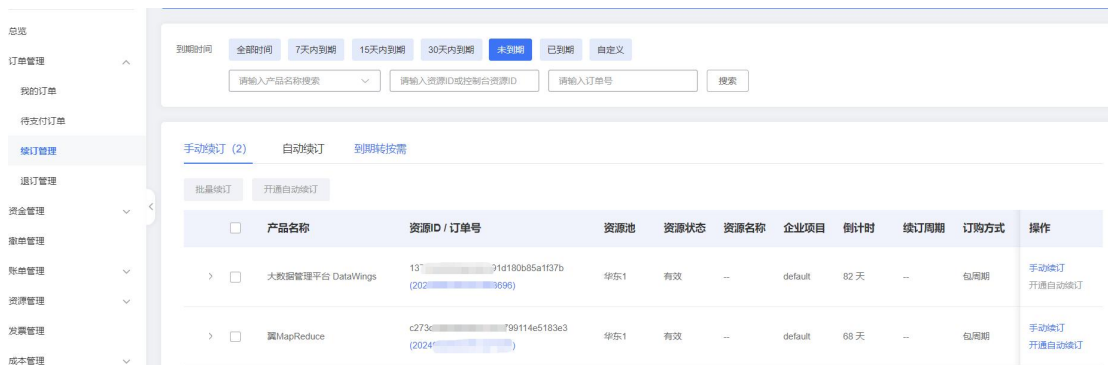 总览
订单管理
我的订单
待支付订单
续订管理
退订管理
资金管理
撤单管理
账单管理
资源管理
发票管理
成本管理
到期时间 全部时间 7天内到期 15天内到期 30天内到期 未到期 已到期 自定义
请输入产品名称搜索 请输入资源ID或控制台资源ID 请输入订单号 搜索
手动续订（2） 自动续订 到期转按需
批量续订 开通自动续订
产品名称 资源ID / 订单号 资源池 资源状态 资源名称 企业项目 倒计时 续订周期 订购方式 操作
大数据管理平台 DataWings 华东1 有效 -- default 82 天 -- 包周期 手动续订
开通自动续订
翼MapReduce 华东1 有效 -- default 68 天 -- 包周期 手动续订
开通自动续订